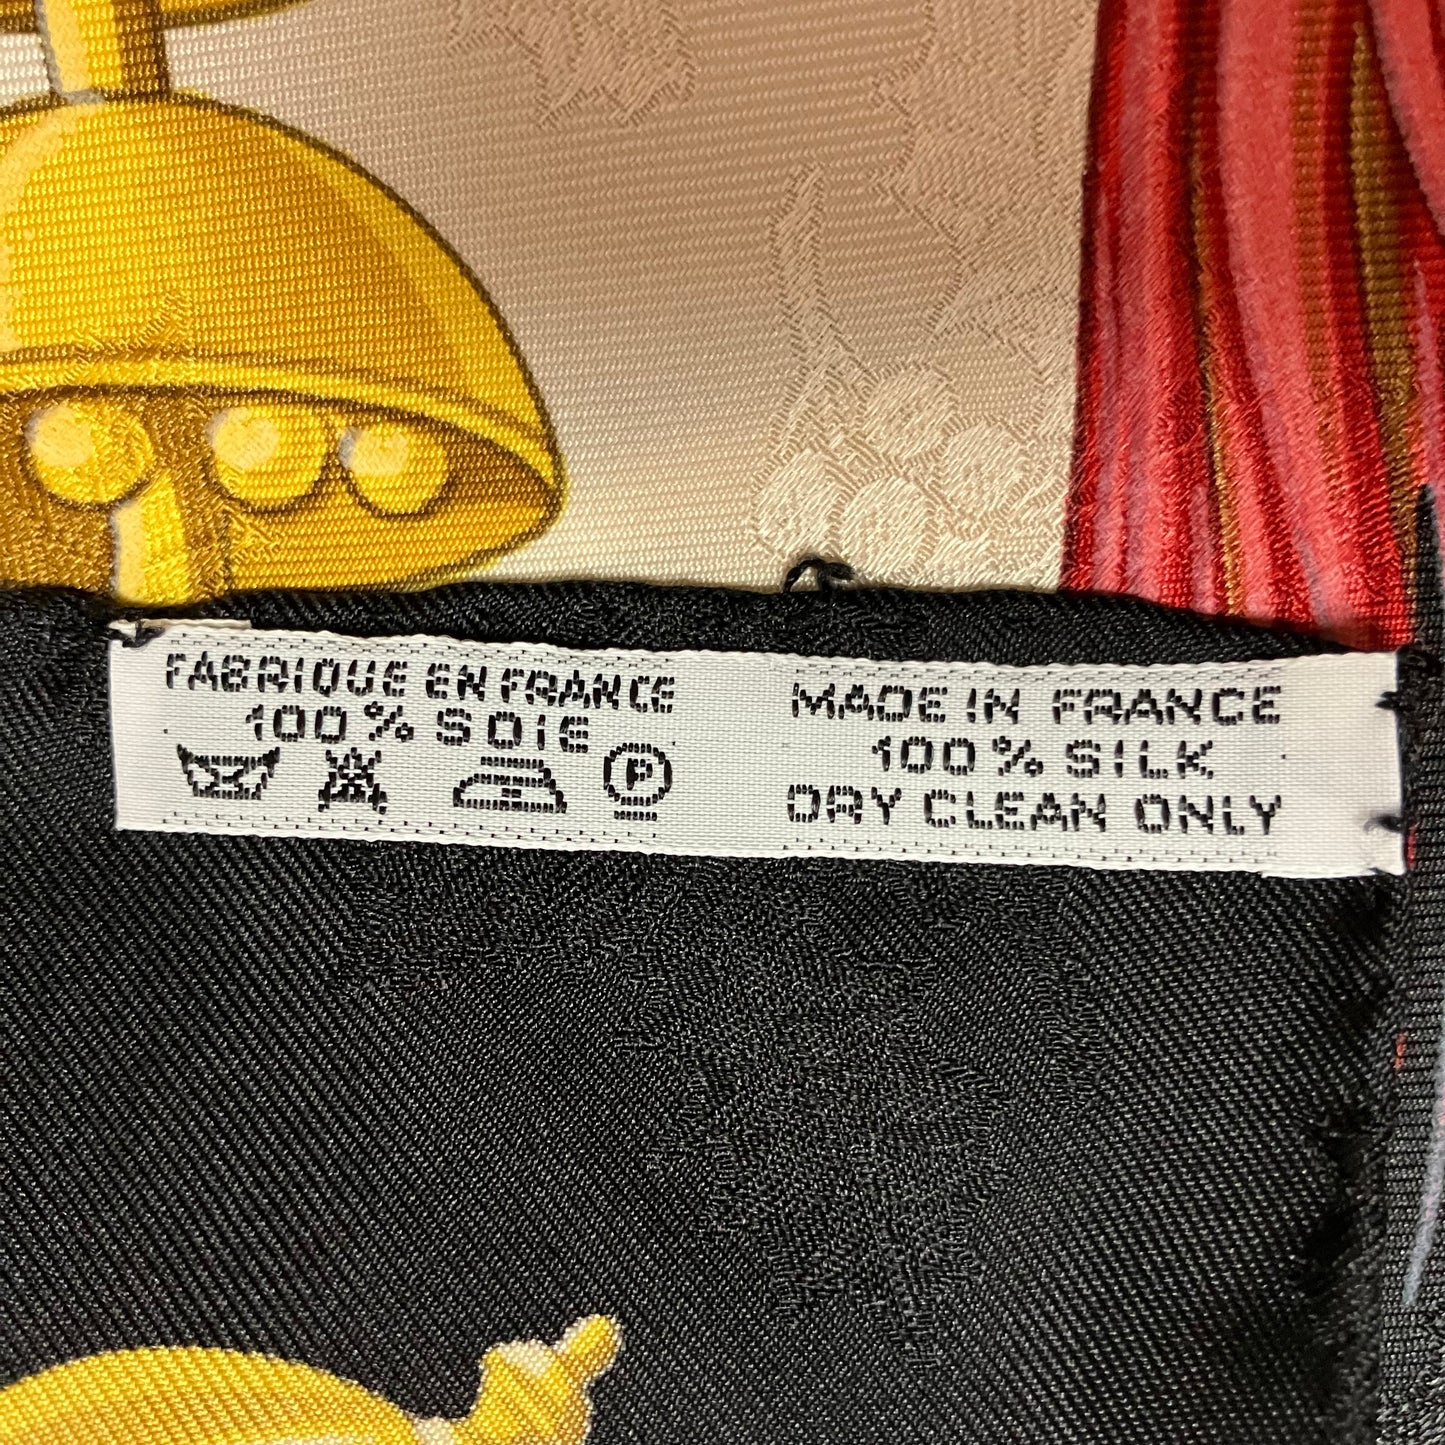 FABRIQUE EN FRANCE
100% SOIE
P
MADE IN FRANCE
100% SILK
DRY CLEAN ONLY